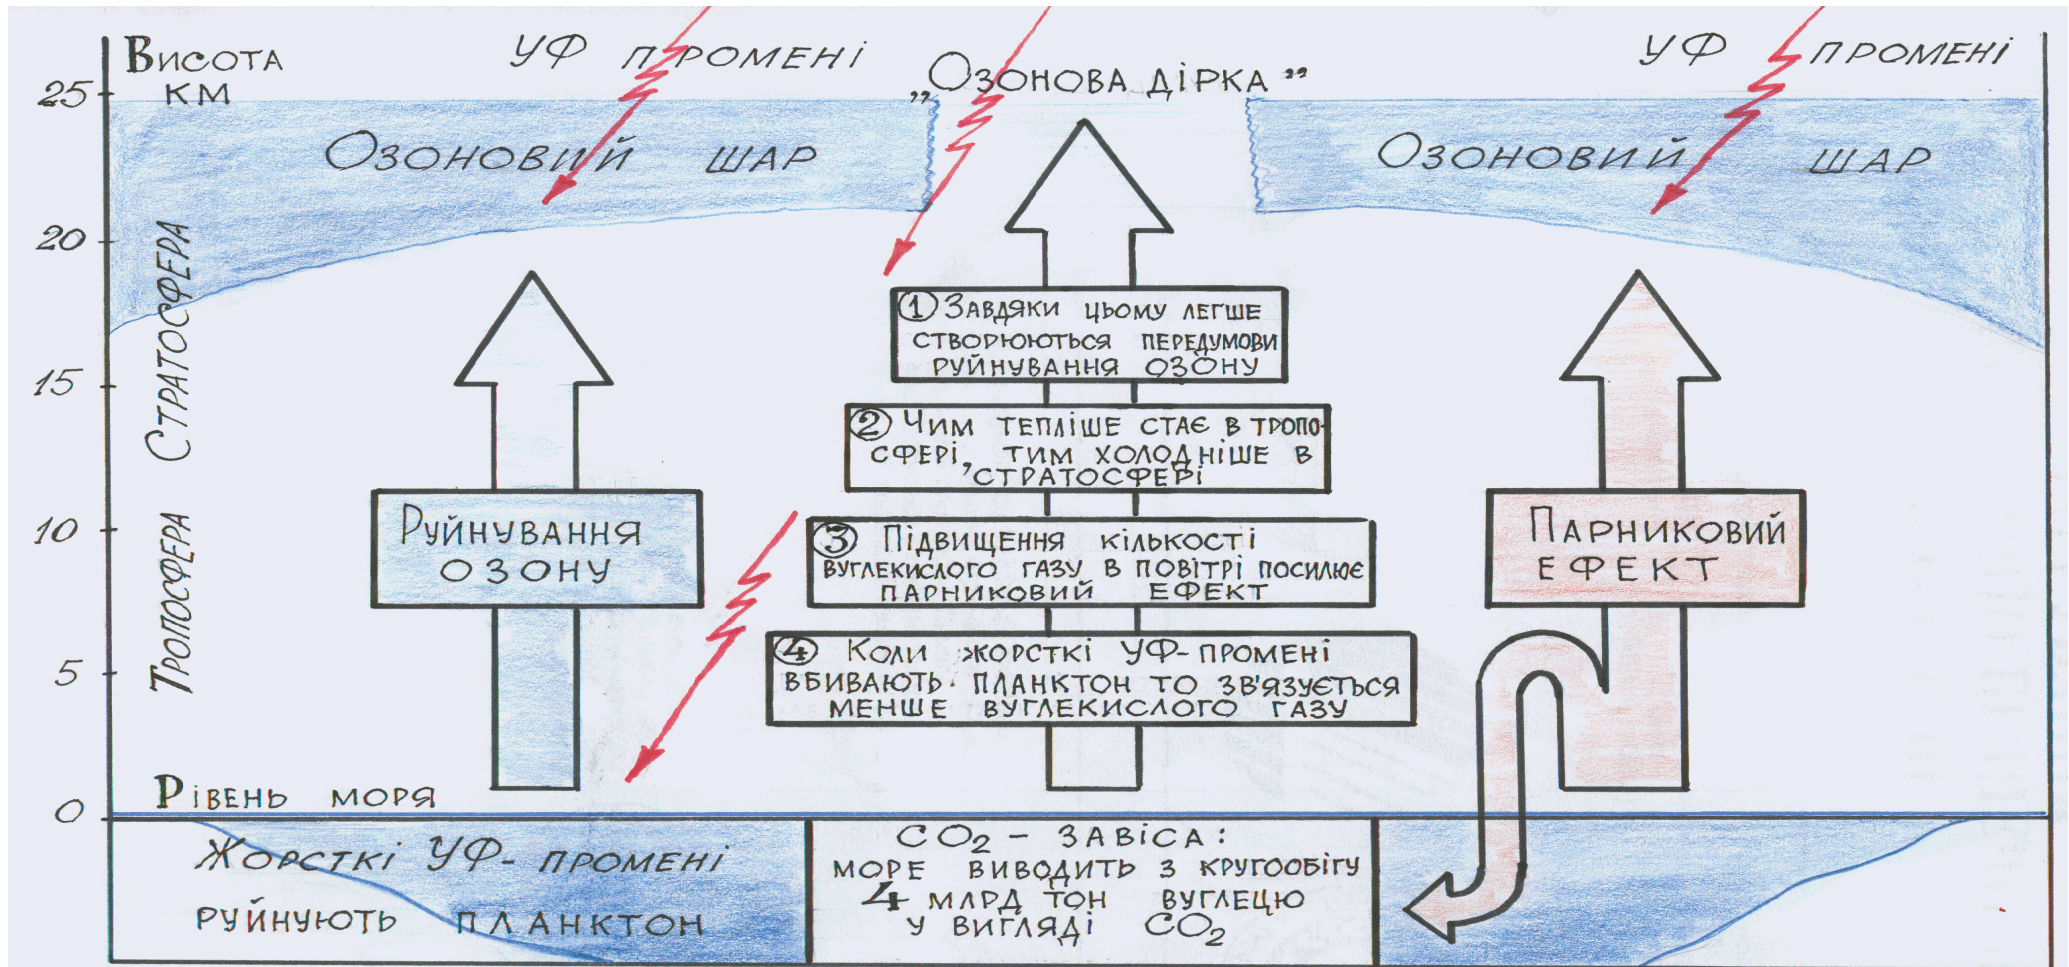 Висота
км
25
20
15
10
5
0
Стратосфера
Тропосфера
УФ промені
„Озонова дірка”
УФ промені
Озоновий шар
Озоновий шар
① Завдяки цьому легше
створюються передумови
руйнування озону
② Чим тепліше стає в тропо-
сфері, тим холодніше в
стратосфері
③ Підвищення кількості
вуглекислого газу в повітрі посилює
парниковий ефект
④ Коли жорсткі УФ-промені
вбивають планктон то зв'язується
менше вуглекислого газу
Руйнування
озону
Парниковий
ефект
Рівень моря
Жорсткі УФ-промені
руйнують планктон
CO₂ – завіса:
море виводить з кругообігу
4 млрд тон вуглецю
у вигляді CO₂